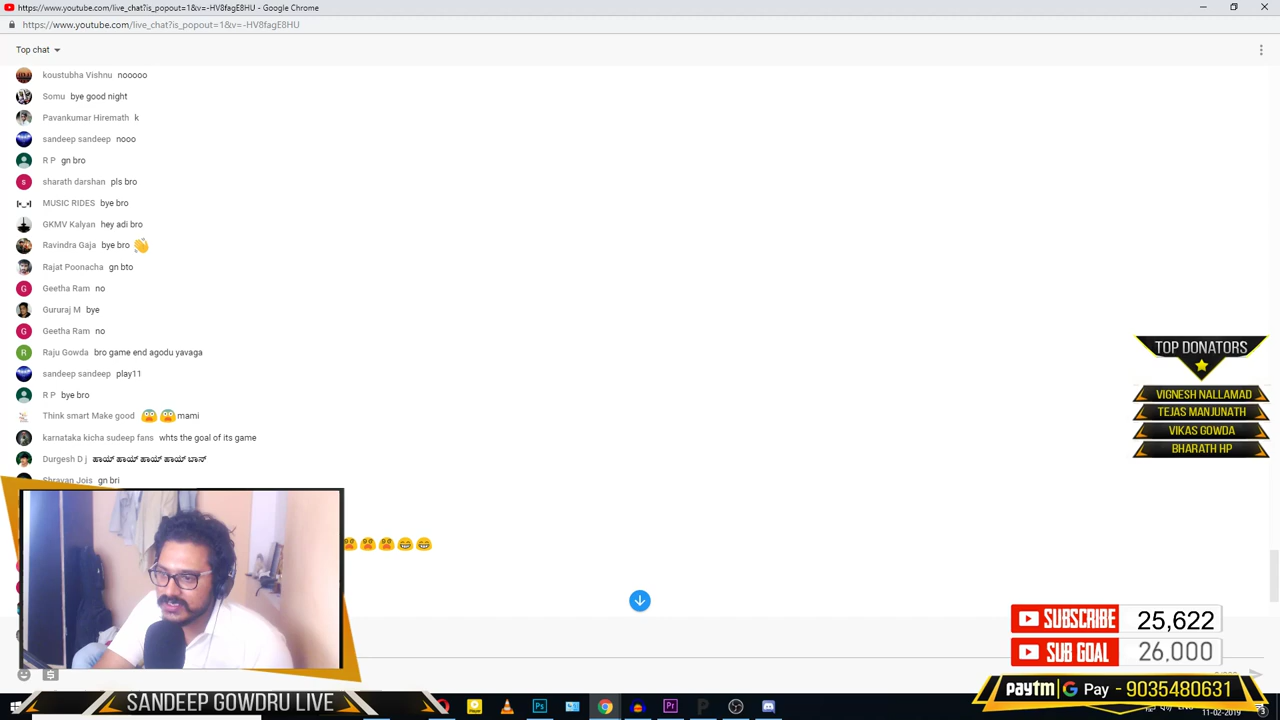 https://www.youtube.com/live_chat?is_popout=1&v=-HV8fagE8HU - Google Chrome
https://www.youtube.com/live_chat?is_popout=1&v=-HV8fagE8HU
Top chat
koustubha Vishnu nooooo
Somu bye good night
Pavankumar Hiremath k
sandeep sandeep nooo
R P gn bro
s sharath darshan pls bro
MUSIC RIDES bye bro
GKMV Kalyan hey adi bro
Ravindra Gaja bye bro 👋
Rajat Poonacha gn bto
G Geetha Ram no
Gururaj M bye
G Geetha Ram no
R Raju Gowda bro game end agodu yavaga
sandeep sandeep play11
R P bye bro
Think smart Make good 😨 😨 mami
karnataka kicha sudeep fans whts the goal of its game
Durgesh D j ಹಾಯ್ ಹಾಯ್ ಹಾಯ್ ಹಾಯ್ ಬಾಸ್
Shravan Jois gn bri
TOP DONATORS
VIGNESH NALLAMAD
TEJAS MANJUNATH
VIKAS GOWDA
BHARATH HP
SUBSCRIBE 25,622
SUB GOAL 26,000
paytm G Pay - 9035480631
SANDEEP GOWDRU LIVE
11-02-2019